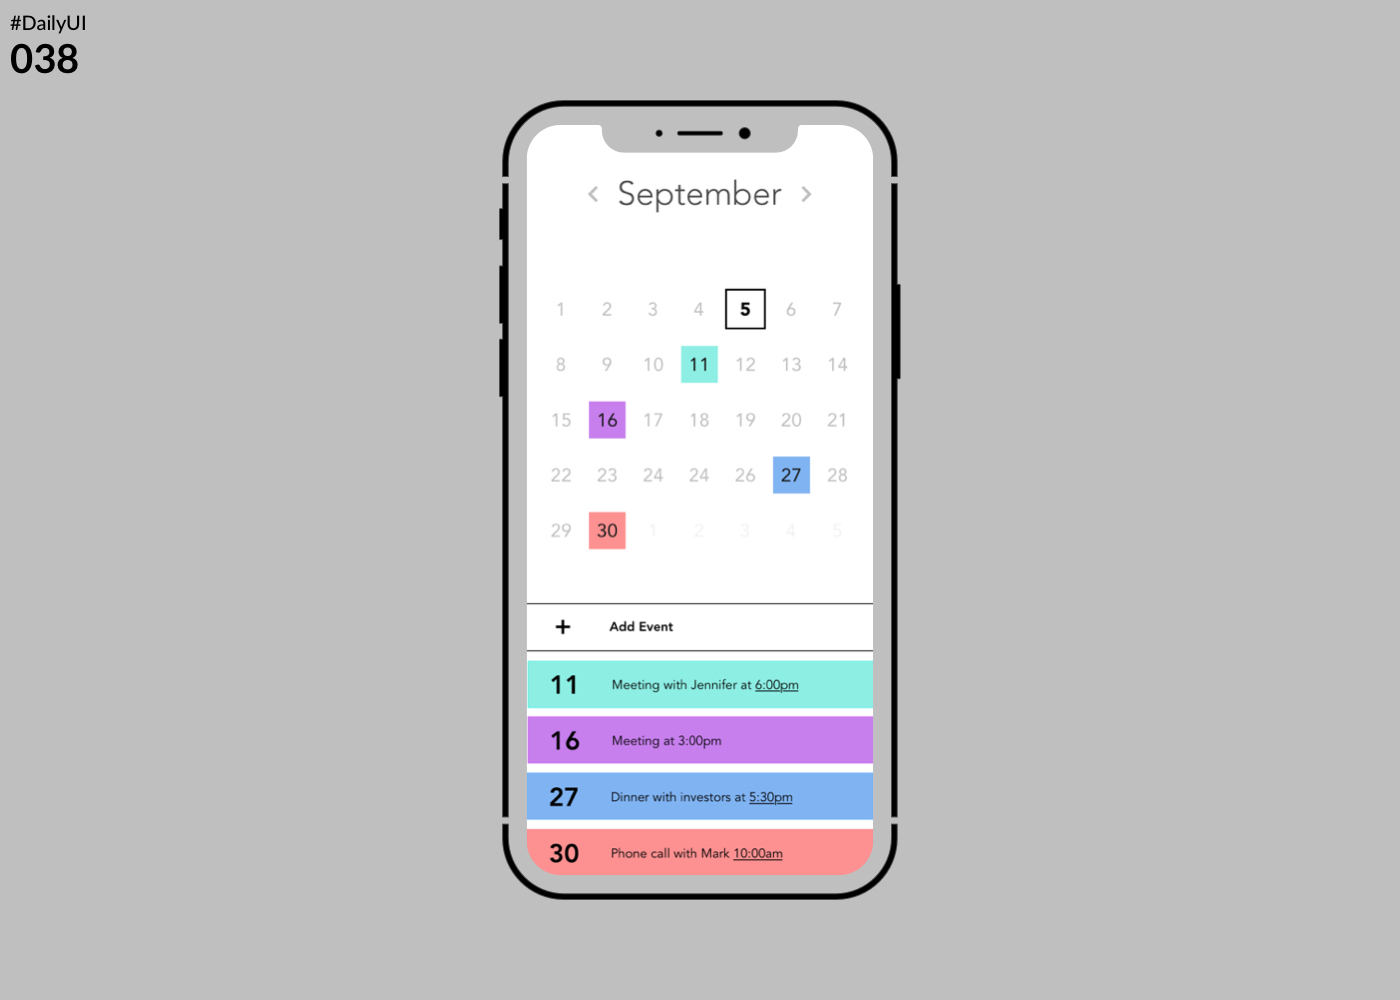 #DailyUI
038
September
1 2 3 4 5 6 7
8 9 10 11 12 13 14
15 16 17 18 19 20 21
22 23 24 24 26 27 28
29 30 1 2 3 4 5
+ Add Event
11 Meeting with Jennifer at 6:00pm
16 Meeting at 3:00pm
27 Dinner with investors at 5:30pm
30 Phone call with Mark 10:00am